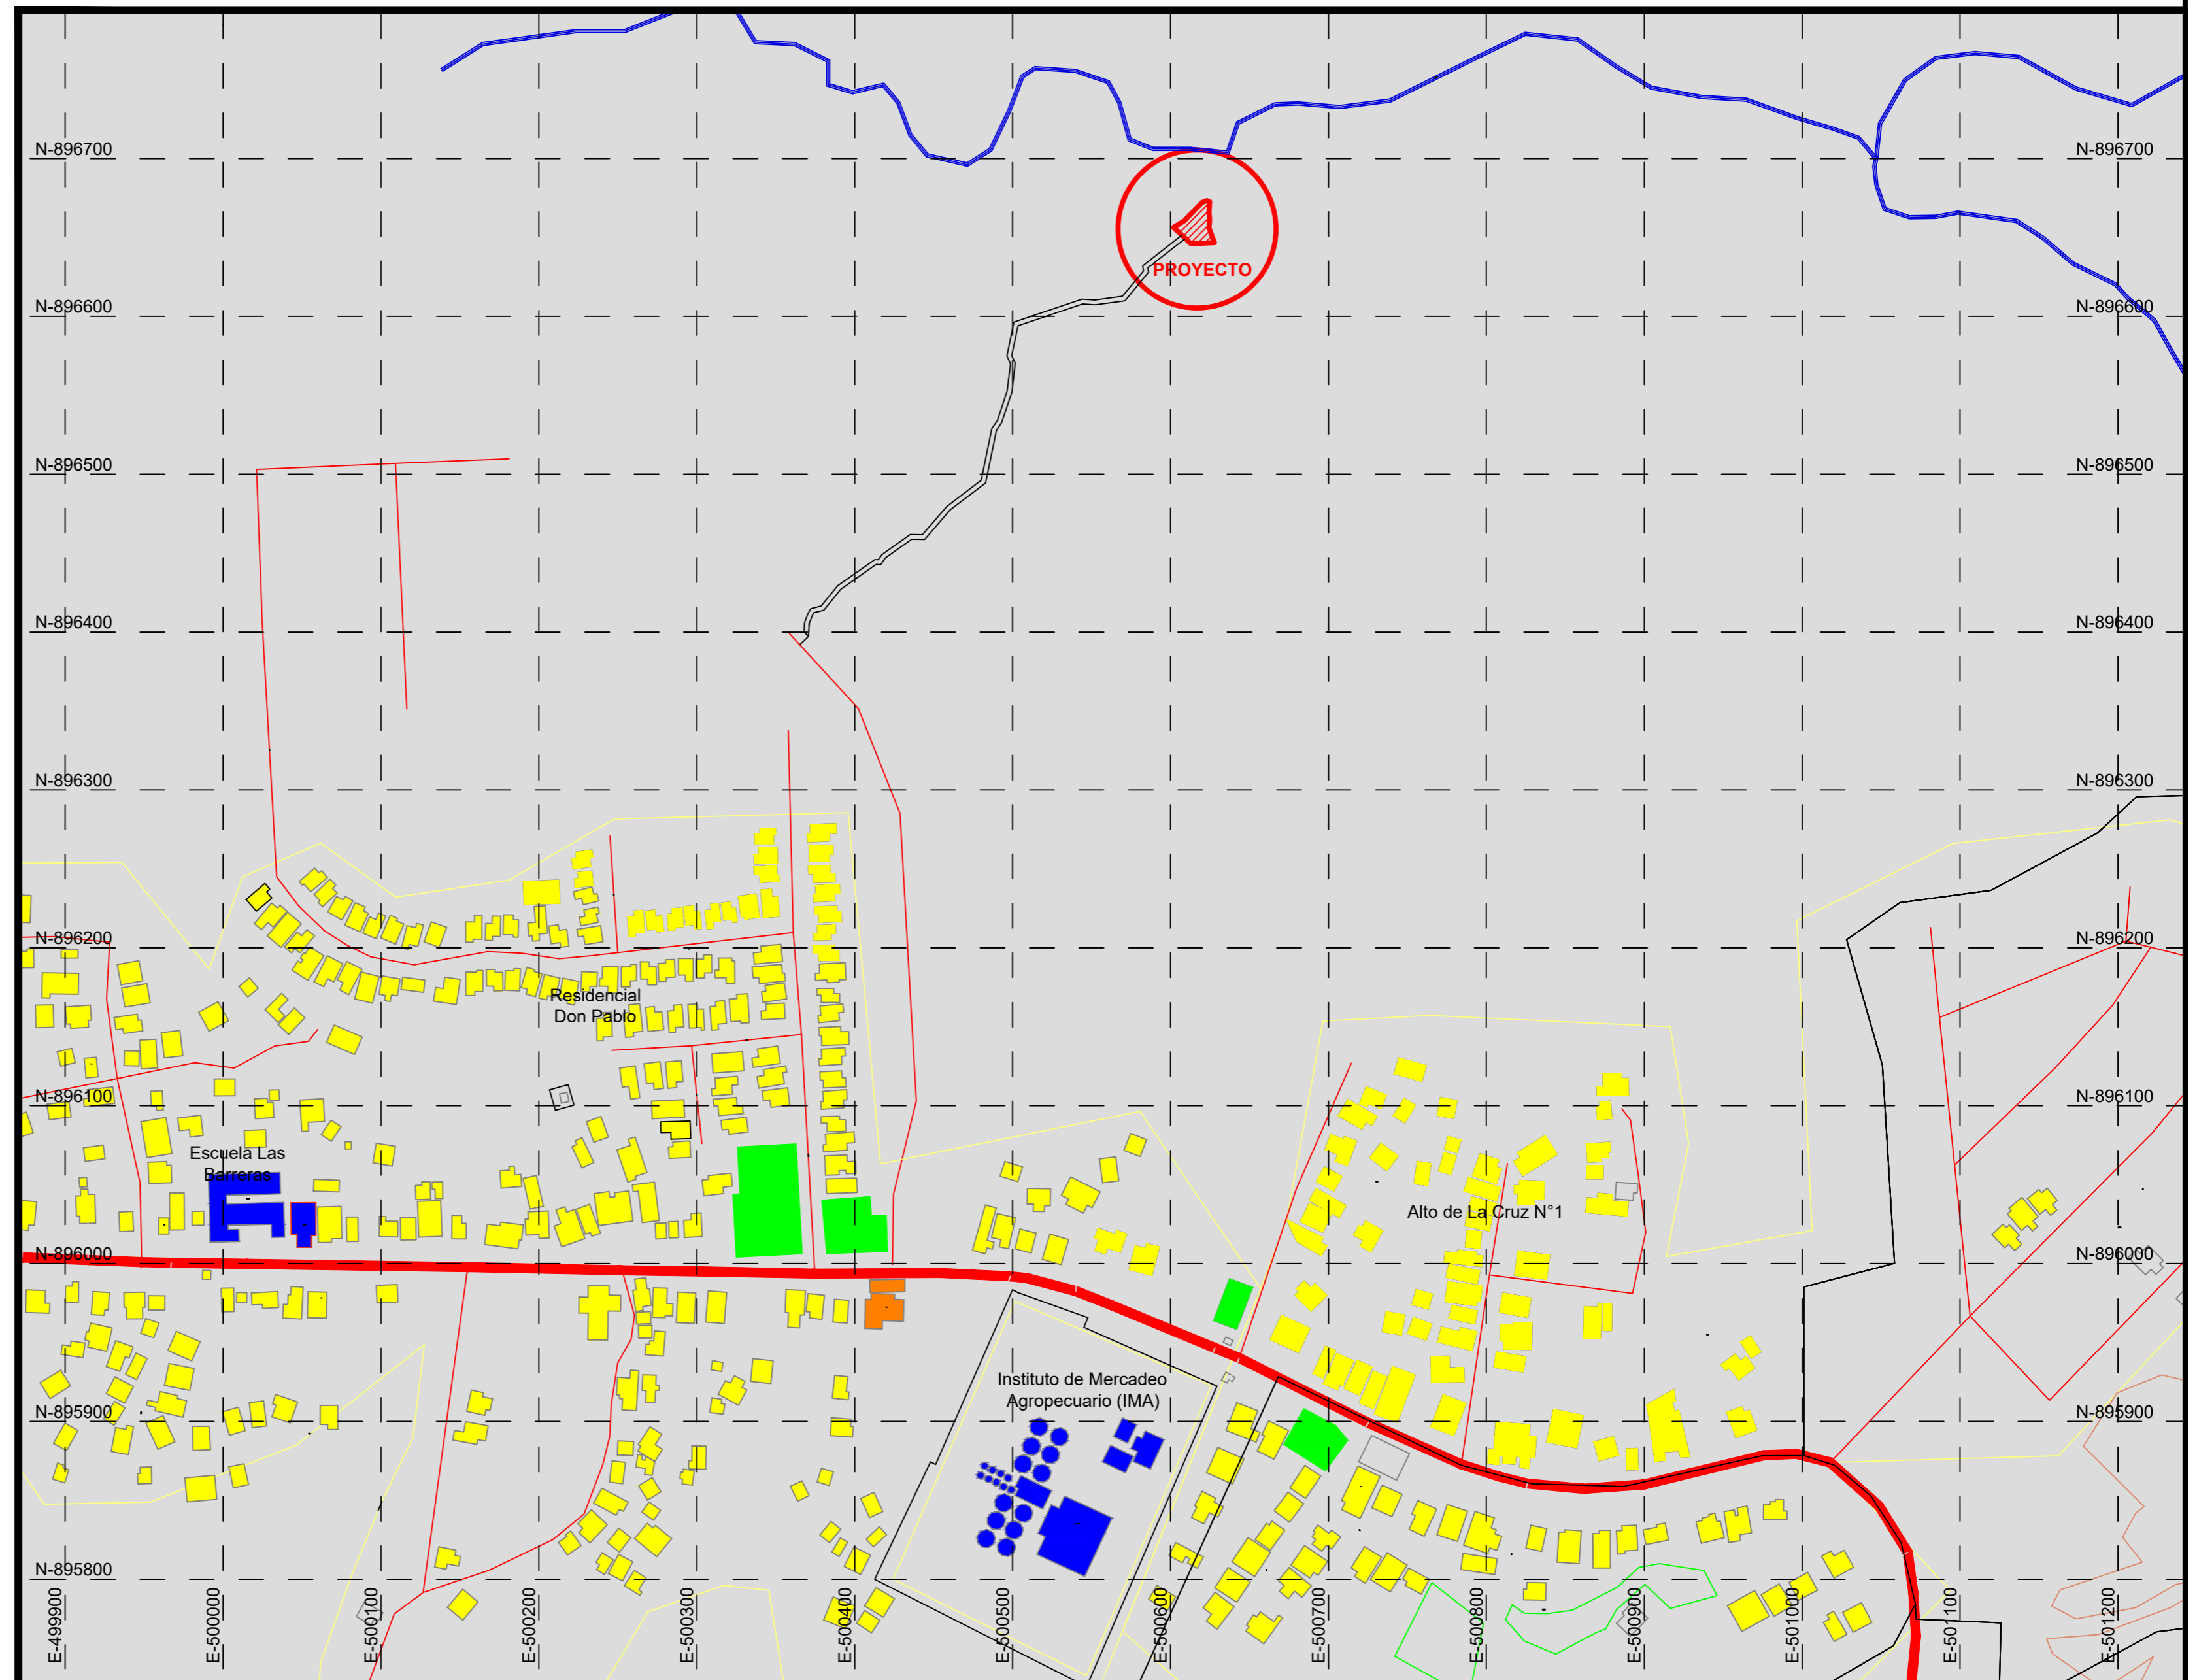 N-896700 N-896700
PROYECTO
N-896600 N-896600
N-896500 N-896500
N-896400 N-896400
N-896300 N-896300
N-896200 N-896200
Residencial
Don Pablo
N-896100 N-896100
Escuela Las
Barreras
Alto de La Cruz N°1
N-896000 N-896000
Instituto de Mercadeo
Agropecuario (IMA)
N-895900 N-895900
N-895800
E-499900
E-500000
E-500100
E-500200
E-500300
E-500400
E-500500
E-500600
E-500700
E-500800
E-500900
E-501000
E-501100
E-501200